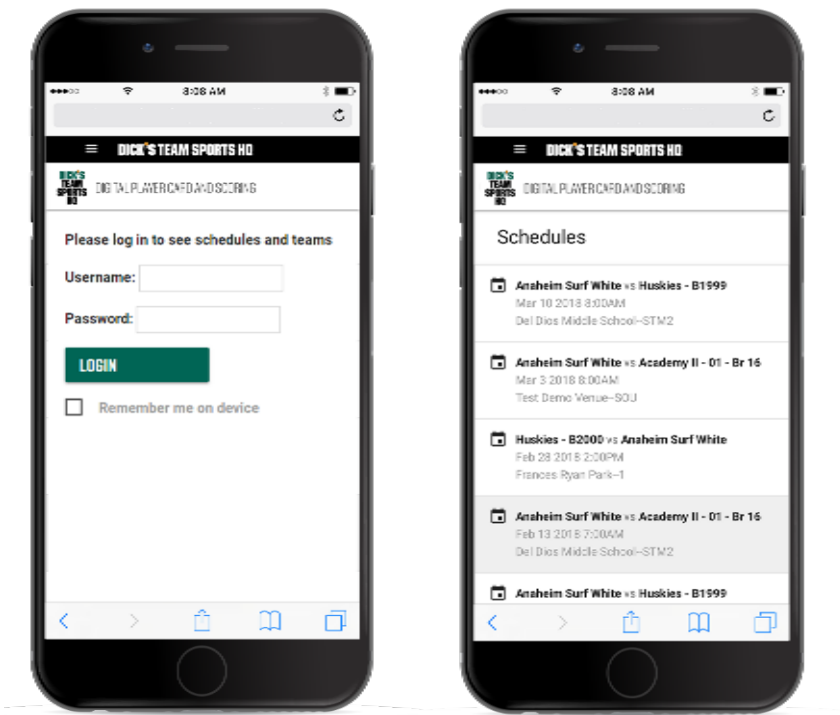 8:08 AM
DICK'S TEAM SPORTS HQ
DICK'S
TEAM
SPORTS
HQ
DIGITAL PLAYER CARD AND SCORING
Please log in to see schedules and teams
Username:
Password:
LOGIN
Remember me on device
8:08 AM
DICK'S TEAM SPORTS HQ
DICK'S
TEAM
SPORTS
HQ
DIGITAL PLAYER CARD AND SCORING
Schedules
Anaheim Surf White vs Huskies - B1999
Mar 10 2018 8:00AM
Del Dios Middle School--STM2
Anaheim Surf White vs Academy II - 01 - Br 16
Mar 3 2018 8:00AM
Test Demo Venue--SOU
Huskies - B2000 vs Anaheim Surf White
Feb 28 2018 2:00PM
Frances Ryan Park--1
Anaheim Surf White vs Academy II - 01 - Br 16
Feb 13 2018 7:00AM
Del Dios Middle School--STM2
Anaheim Surf White vs Huskies - B1999